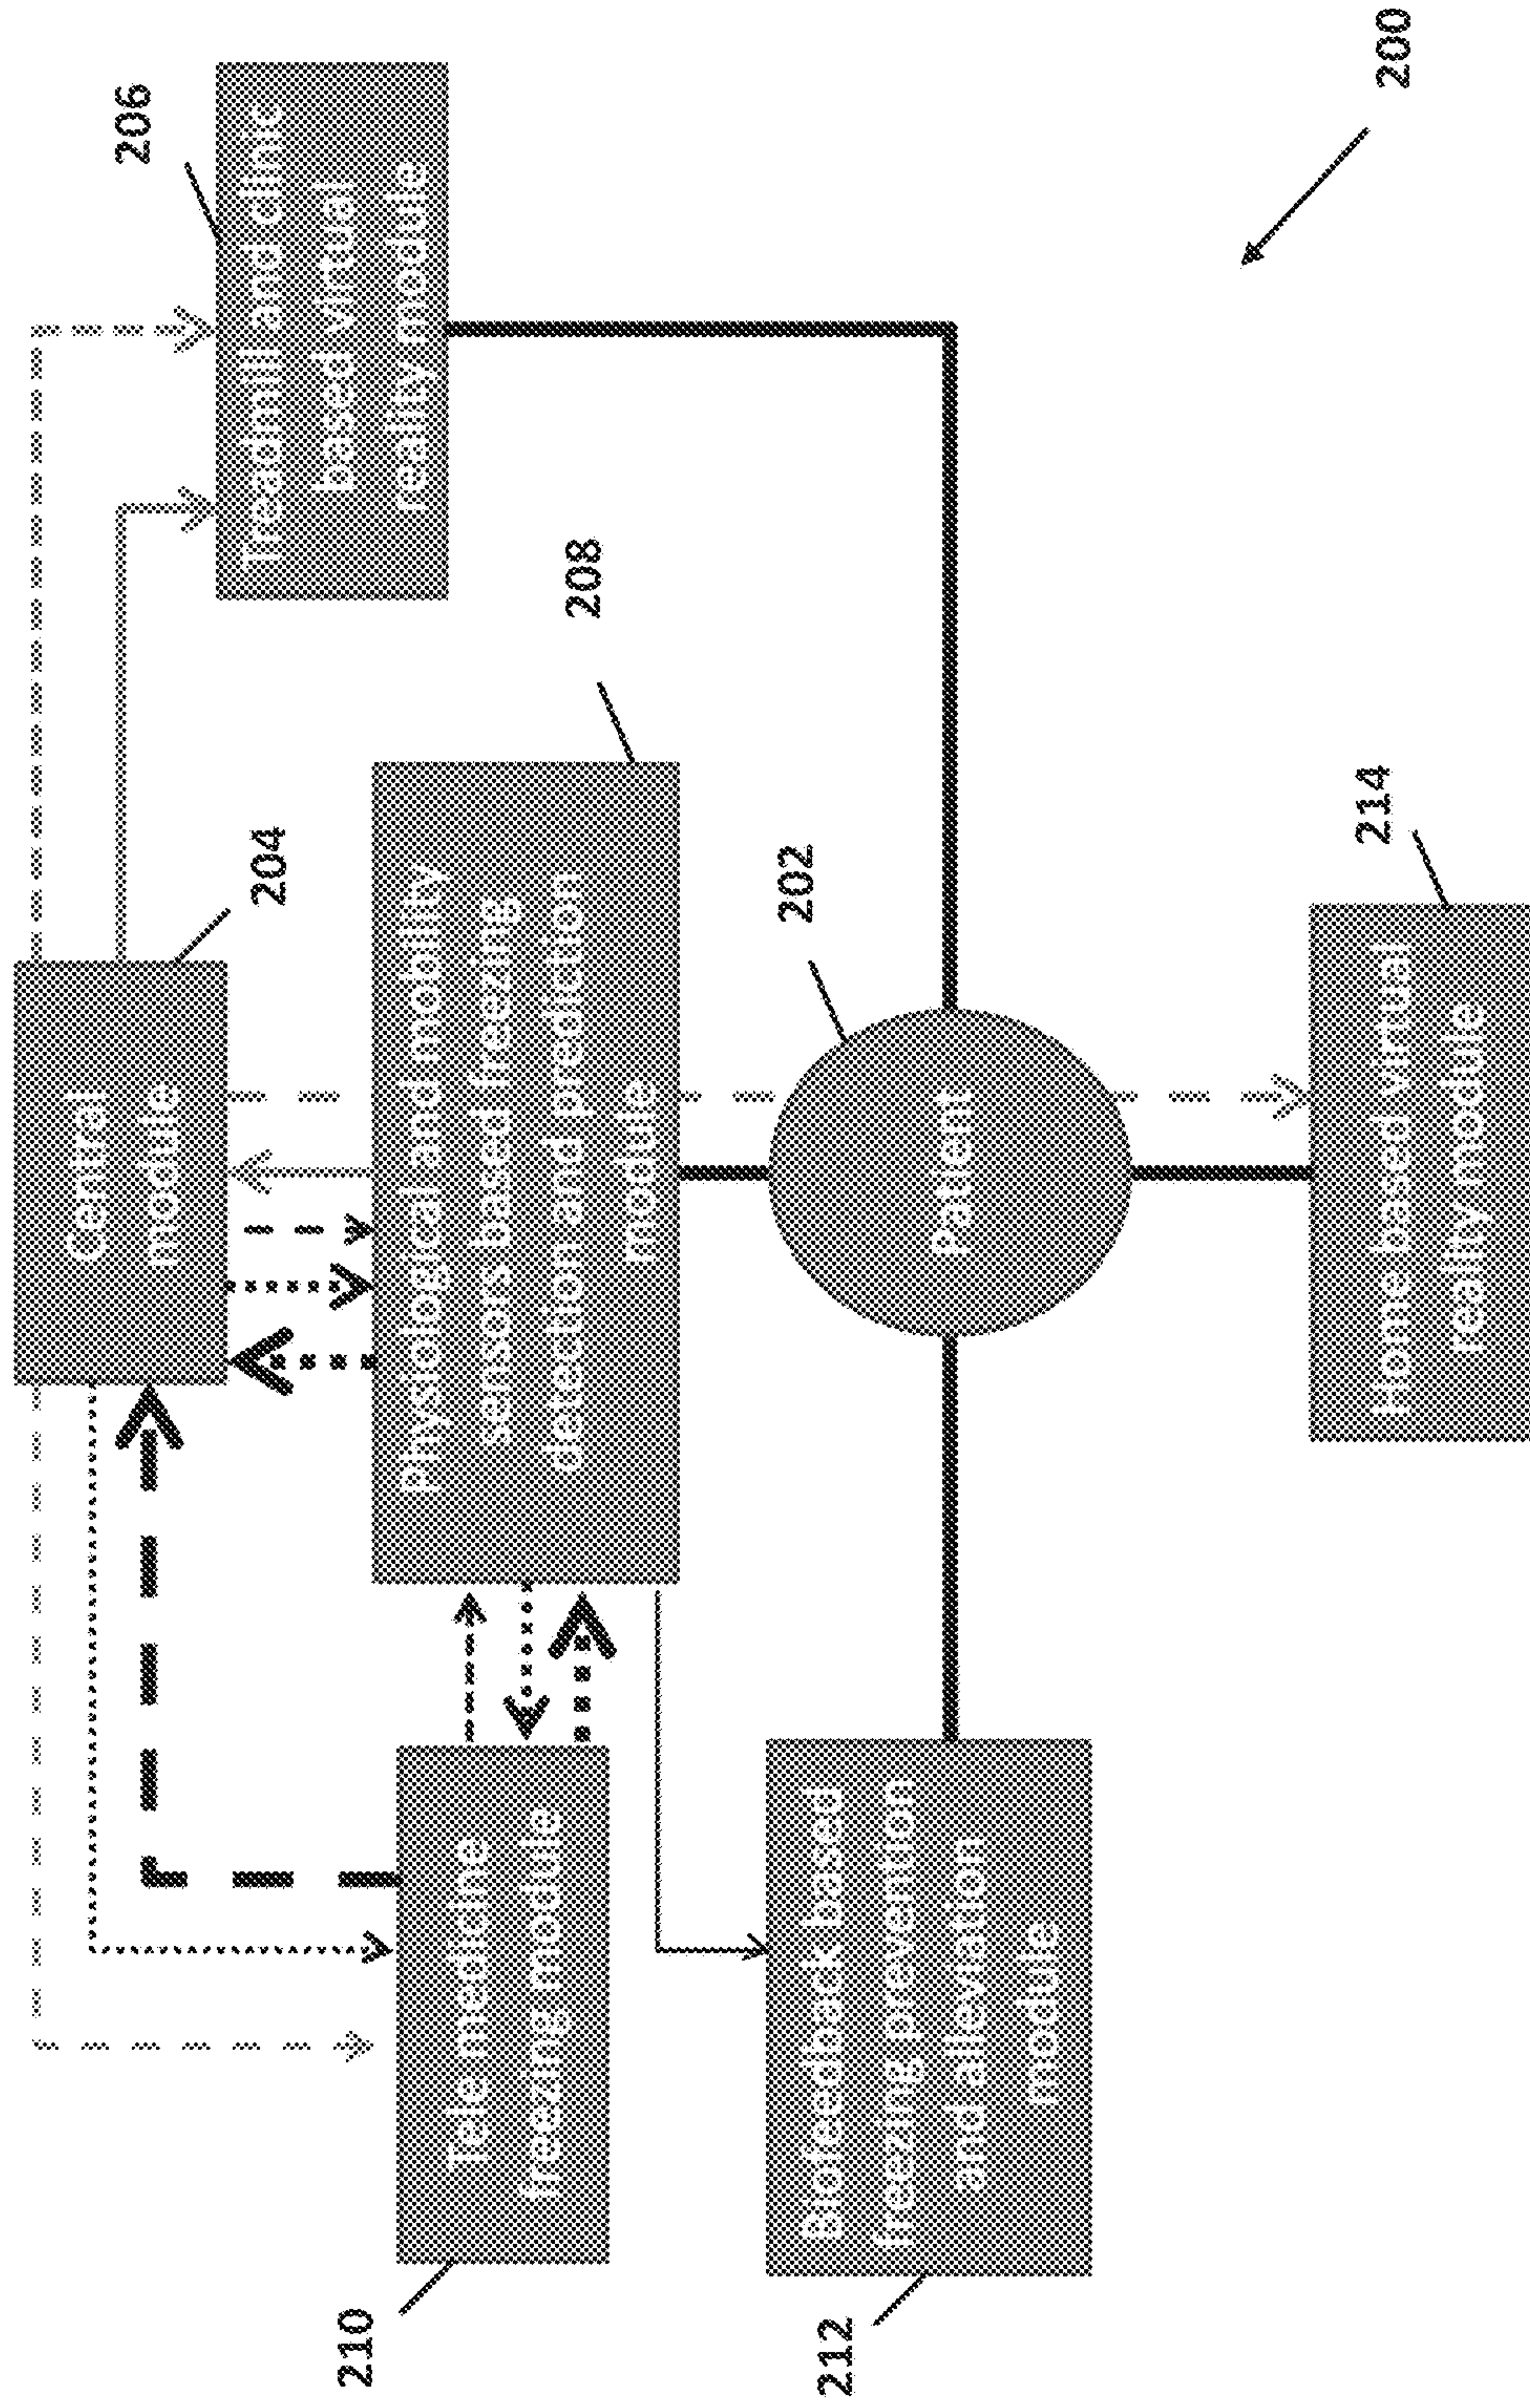 204
Central
module
206
Treadmill and clinic
based virtual
reality module
208
Physiological and mobility
sensors based freezing
detection and prediction
module
210
Tele medicine
freezing module
202
Patient
212
Biofeedback based
freezing prevention
and alleviation
module
214
Home based virtual
reality module
200